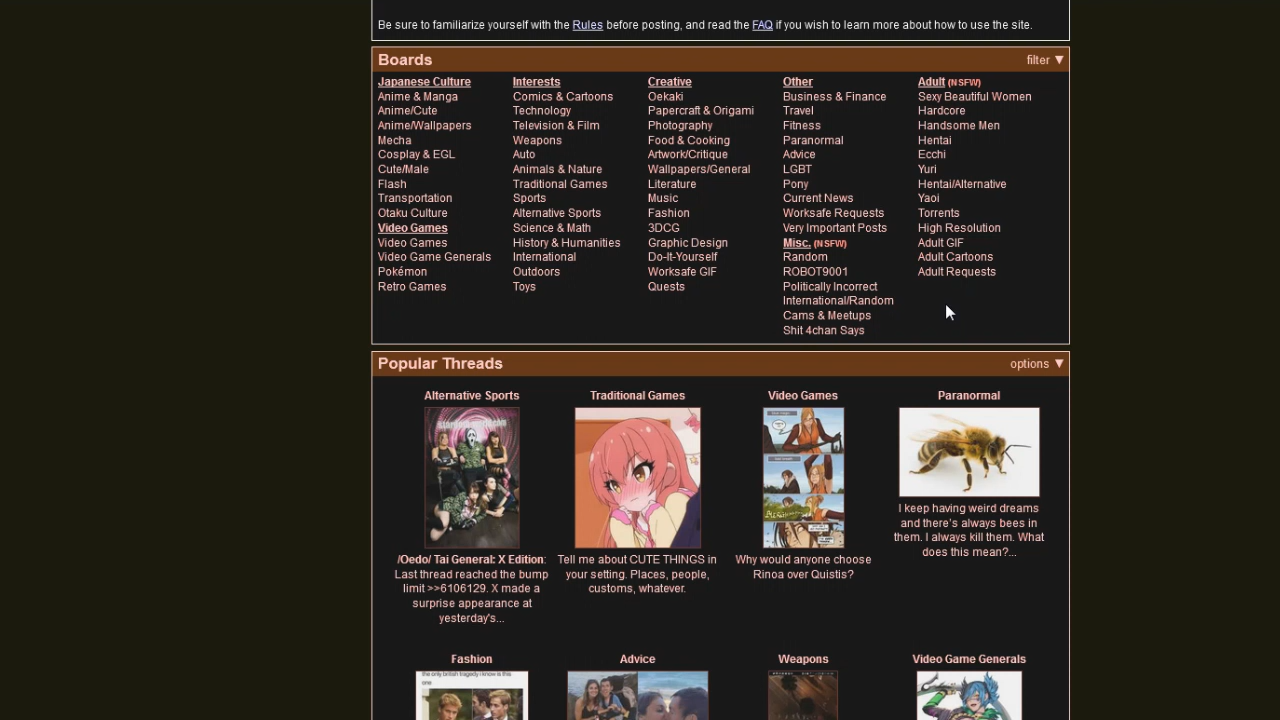 Be sure to familiarize yourself with the Rules before posting, and read the FAQ if you wish to learn more about how to use the site.
Boards
filter ▼
Japanese Culture
Anime & Manga
Anime/Cute
Anime/Wallpapers
Mecha
Cosplay & EGL
Cute/Male
Flash
Transportation
Otaku Culture
Video Games
Video Games
Video Game Generals
Pokémon
Retro Games
Interests
Comics & Cartoons
Technology
Television & Film
Weapons
Auto
Animals & Nature
Traditional Games
Sports
Alternative Sports
Science & Math
History & Humanities
International
Outdoors
Toys
Creative
Oekaki
Papercraft & Origami
Photography
Food & Cooking
Artwork/Critique
Wallpapers/General
Literature
Music
Fashion
3DCG
Graphic Design
Do-It-Yourself
Worksafe GIF
Quests
Other
Business & Finance
Travel
Fitness
Paranormal
Advice
LGBT
Pony
Current News
Worksafe Requests
Very Important Posts
Misc. (NSFW)
Random
ROBOT9001
Politically Incorrect
International/Random
Cams & Meetups
Shit 4chan Says
Adult (NSFW)
Sexy Beautiful Women
Hardcore
Handsome Men
Hentai
Ecchi
Yuri
Hentai/Alternative
Yaoi
Torrents
High Resolution
Adult GIF
Adult Cartoons
Adult Requests
Popular Threads
options ▼
Alternative Sports
/Oedo/ Tai General: X Edition:
Last thread reached the bump
limit >>6106129. X made a
surprise appearance at
yesterday's...
Traditional Games
Tell me about CUTE THINGS in
your setting. Places, people,
customs, whatever.
Video Games
Why would anyone choose
Rinoa over Quistis?
Paranormal
I keep having weird dreams
and there's always bees in
them. I always kill them. What
does this mean?...
Fashion
the only british tragedy i know is this
one
Advice
Weapons
Video Game Generals